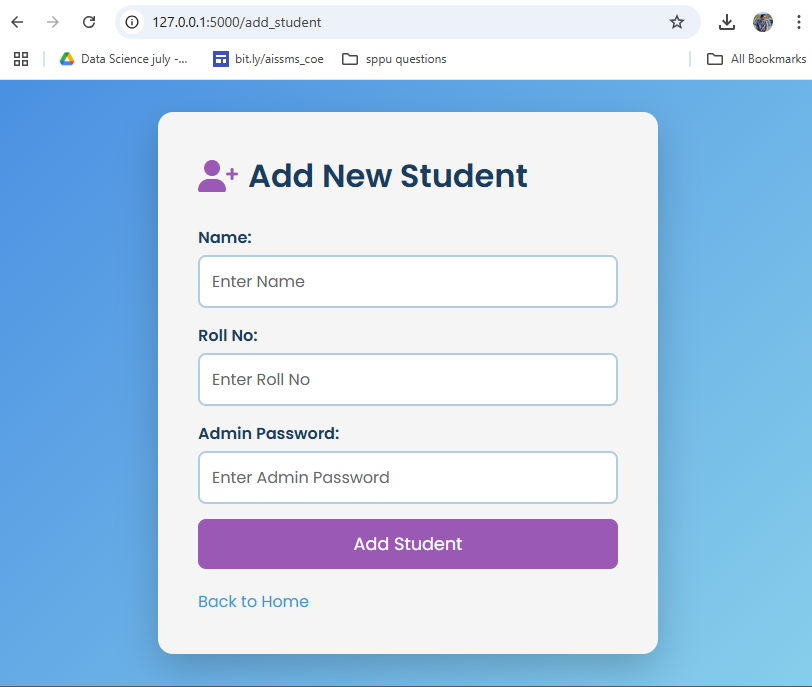 127.0.0.1:5000/add_student
Data Science july -... bit.ly/aissms_coe sppu questions All Bookmarks
Add New Student
Name:
Enter Name
Roll No:
Enter Roll No
Admin Password:
Enter Admin Password
Add Student
Back to Home